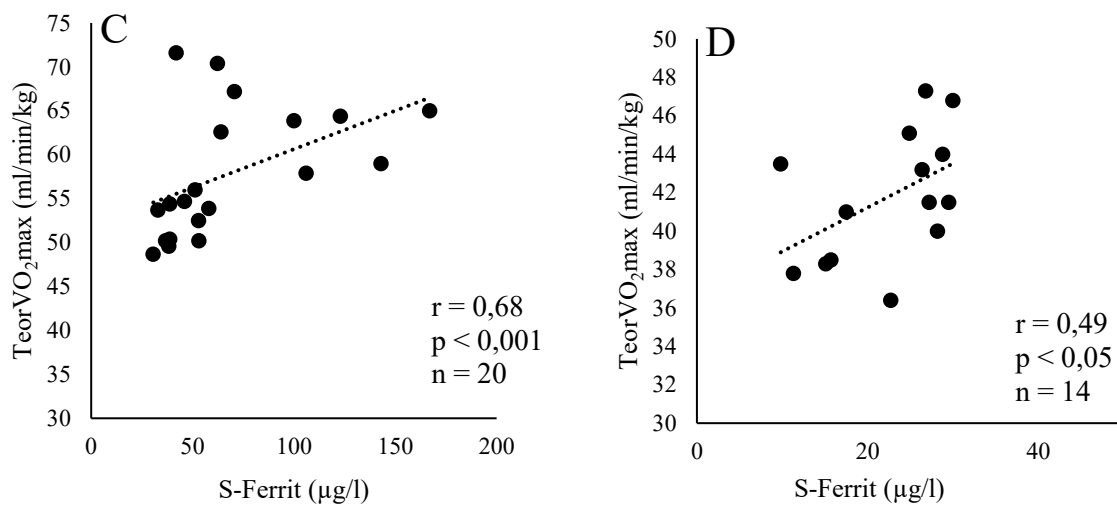 C
TeorVO₂max (ml/min/kg)
75
70
65
60
55
50
45
40
35
30
0
50
100
150
200
S-Ferrit (µg/l)
r = 0,68
p < 0,001
n = 20
D
TeorVO₂max (ml/min/kg)
50
48
46
44
42
40
38
36
34
32
30
0
20
40
S-Ferrit (µg/l)
r = 0,49
p < 0,05
n = 14